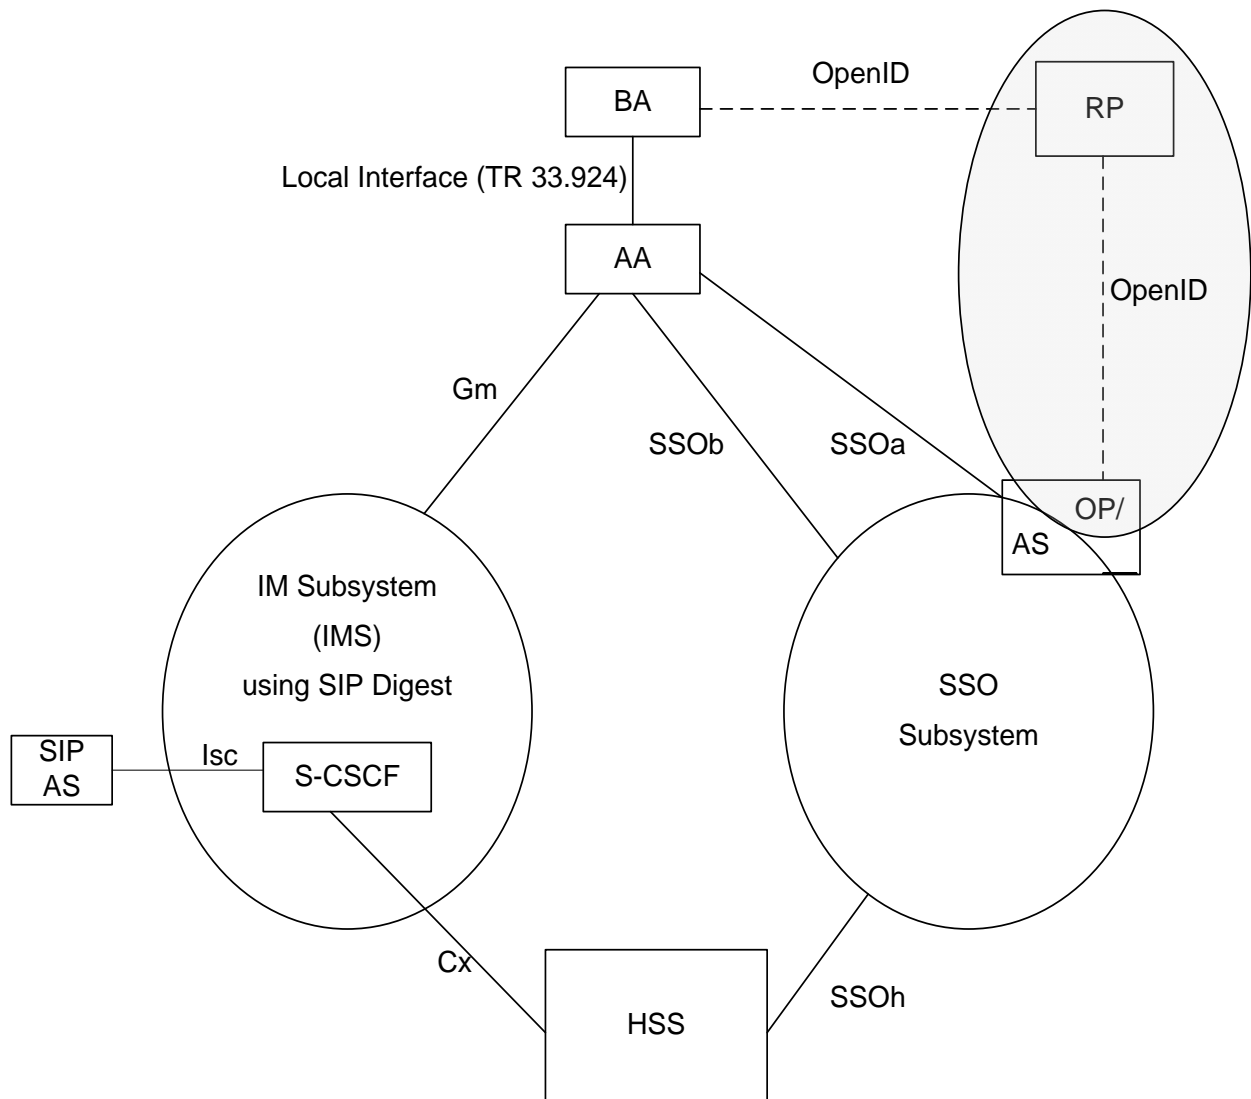 OpenID
BA
RP
Local Interface (TR 33.924)
AA
OpenID
Gm
SSOb
SSOa
OP/
AS
IM Subsystem
(IMS)
using SIP Digest
SSO
Subsystem
SIP
AS
Isc
S-CSCF
Cx
SSOh
HSS